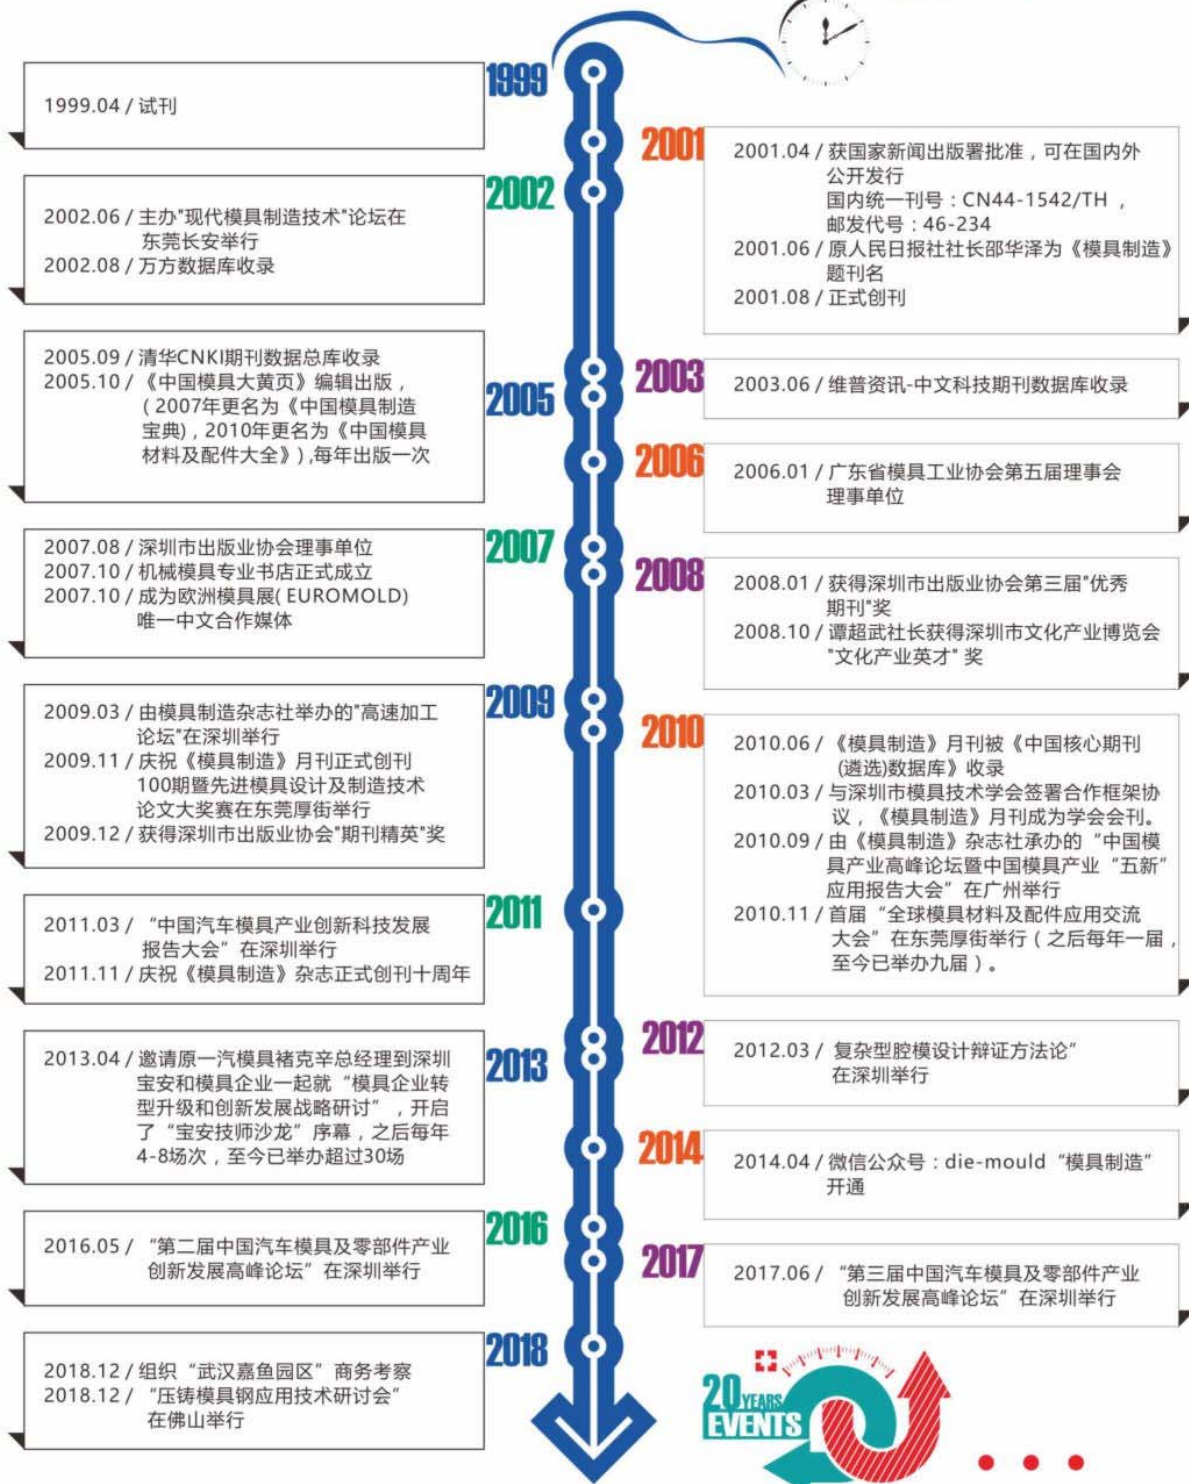 1999
1999.04 / 试刊
2001
2001.04 / 获国家新闻出版署批准，可在国内外
公开发行
国内统一刊号：CN44-1542/TH ，
邮发代号：46-234
2001.06 / 原人民日报社社长邵华泽为《模具制造》
题刊名
2001.08 / 正式创刊
2002
2002.06 / 主办"现代模具制造技术"论坛在
东莞长安举行
2002.08 / 万方数据库收录
2003
2003.06 / 维普资讯-中文科技期刊数据库收录
2005
2005.09 / 清华CNKI期刊数据总库收录
2005.10 / 《中国模具大黄页》编辑出版，
( 2007年更名为《中国模具制造
宝典)，2010年更名为《中国模具
材料及配件大全》),每年出版一次
2006
2006.01 / 广东省模具工业协会第五届理事会
理事单位
2007
2007.08 / 深圳市出版业协会理事单位
2007.10 / 机械模具专业书店正式成立
2007.10 / 成为欧洲模具展( EUROMOLD)
唯一中文合作媒体
2008
2008.01 / 获得深圳市出版业协会第三届"优秀
期刊"奖
2008.10 / 谭超武社长获得深圳市文化产业博览会
"文化产业英才" 奖
2009
2009.03 / 由模具制造杂志社举办的"高速加工
论坛"在深圳举行
2009.11 / 庆祝《模具制造》月刊正式创刊
100期暨先进模具设计及制造技术
论文大奖赛在东莞厚街举行
2009.12 / 获得深圳市出版业协会"期刊精英"奖
2010
2010.06 / 《模具制造》月刊被《中国核心期刊
(遴选)数据库》收录
2010.03 / 与深圳市模具技术学会签署合作框架协
议，《模具制造》月刊成为学会会刊。
2010.09 / 由《模具制造》杂志社承办的“中国模
具产业高峰论坛暨中国模具产业“五新”
应用报告大会”在广州举行
2010.11 / 首届“全球模具材料及配件应用交流
大会”在东莞厚街举行（之后每年一届，
至今已举办九届）。
2011
2011.03 / “中国汽车模具产业创新科技发展
报告大会”在深圳举行
2011.11 / 庆祝《模具制造》杂志正式创刊十周年
2012
2012.03 / 复杂型腔模设计辩证方法论”
在深圳举行
2013
2013.04 / 邀请原一汽模具褚克辛总经理到深圳
宝安和模具企业一起就“模具企业转
型升级和创新发展战略研讨”，开启
了“宝安技师沙龙”序幕，之后每年
4-8场次，至今已举办超过30场
2014
2014.04 / 微信公众号：die-mould“模具制造”
开通
2016
2016.05 / “第二届中国汽车模具及零部件产业
创新发展高峰论坛”在深圳举行
2017
2017.06 / “第三届中国汽车模具及零部件产业
创新发展高峰论坛”在深圳举行
2018
2018.12 / 组织“武汉嘉鱼园区”商务考察
2018.12 / “压铸模具钢应用技术研讨会”
在佛山举行
20 YEARS
EVENTS